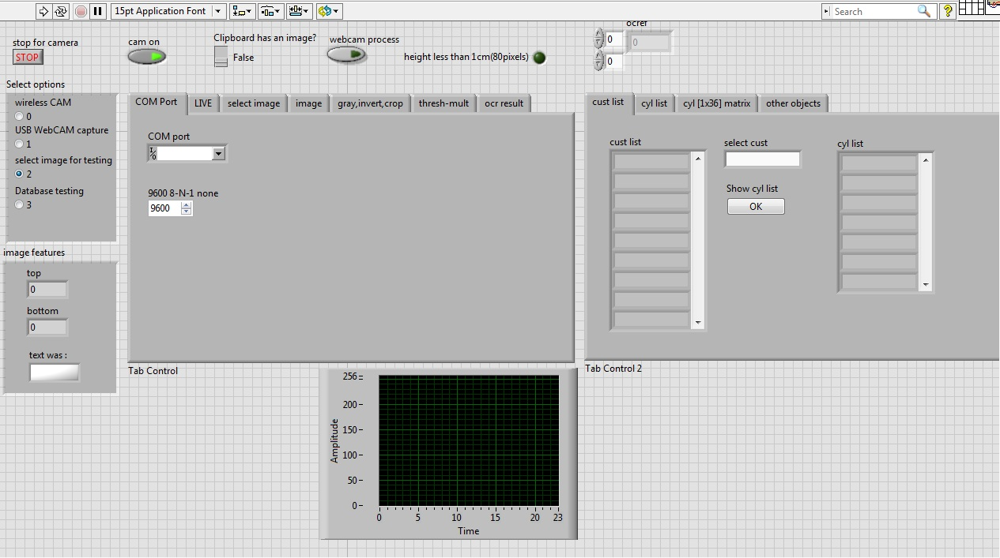 15pt Application Font
Search
?
stop for camera
STOP
cam on
Clipboard has an image?
False
webcam process
height less than 1cm(80pixels)
ocref
0
0
0
Select options
wireless CAM
0
USB WebCAM capture
1
select image for testing
2
Database testing
3
image features
top
0
bottom
0
text was :
COM Port LIVE select image image gray,invert,crop thresh-mult ocr result
COM port
I/O
9600 8-N-1 none
9600
Tab Control
cust list cyl list cyl [1x36] matrix other objects
cust list
select cust
Show cyl list
OK
cyl list
Tab Control 2
Amplitude
256
200
150
100
50
0
0 5 10 15 20 23
Time